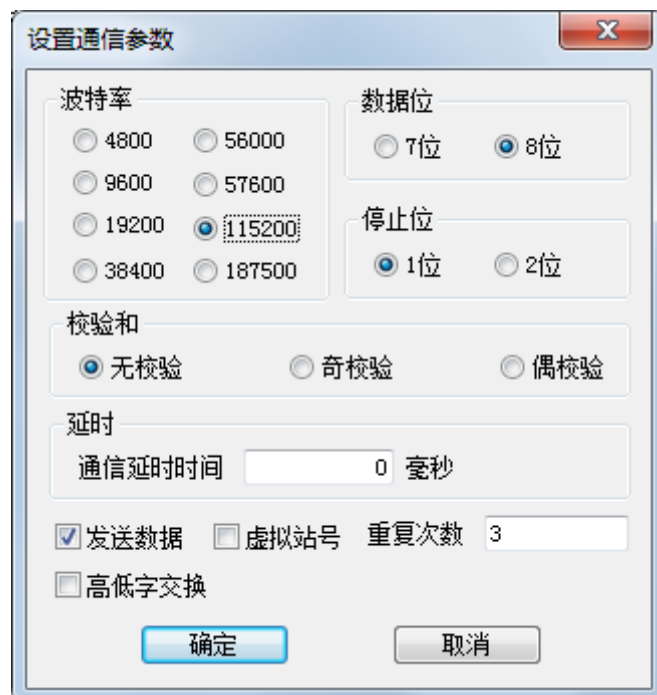 设置通信参数
波特率
4800
56000
9600
57600
19200
115200
38400
187500
数据位
7位
8位
停止位
1位
2位
校验和
无校验
奇校验
偶校验
延时
通信延时时间 0 毫秒
发送数据
虚拟站号
重复次数 3
高低字交换
确定
取消